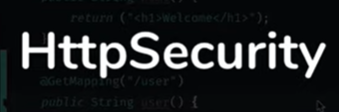 return ("<h1>Welcome</h1>");
HttpSecurity
@GetMapping("/user")
public String user() {